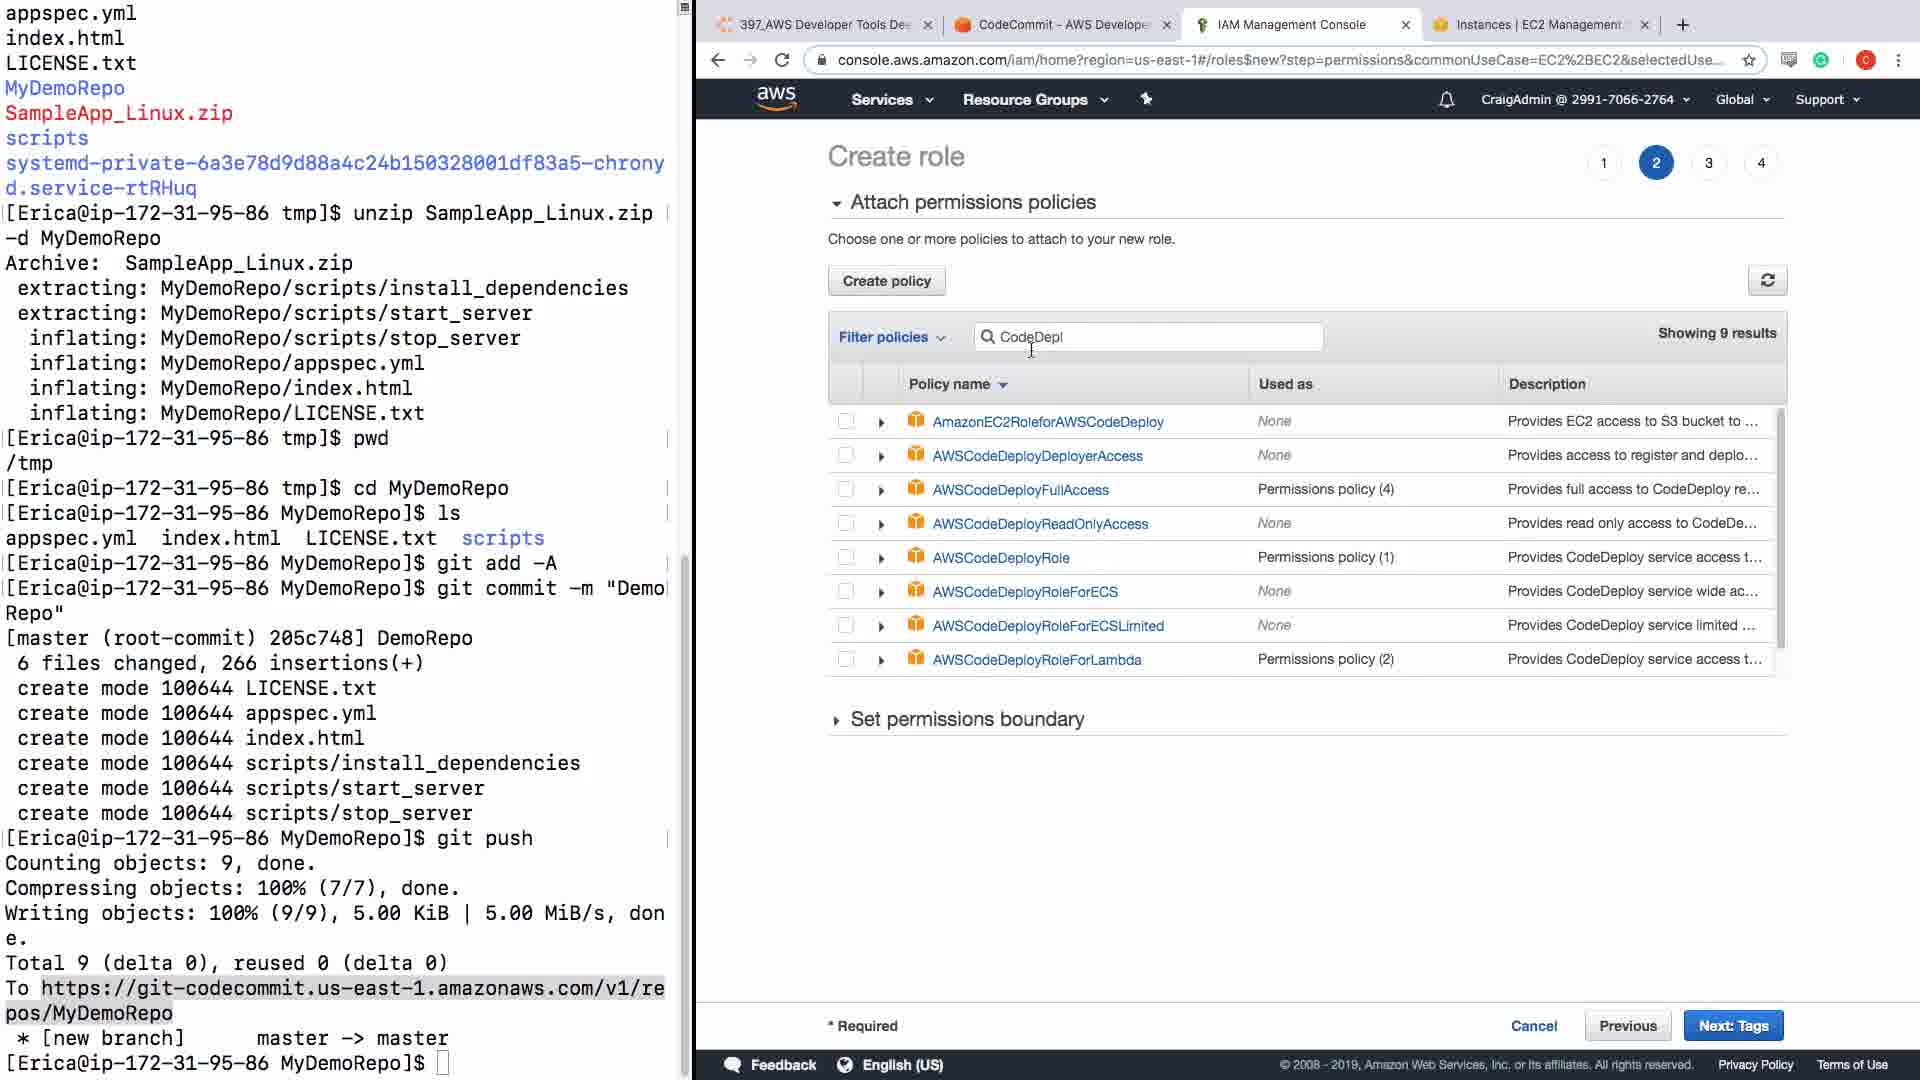 appspec.yml
index.html
LICENSE.txt
MyDemoRepo
SampleApp_Linux.zip
scripts
systemd-private-6a3e78d9d88a4c24b150328001df83a5-chrony
d.service-rtRHuq
[Erica@ip-172-31-95-86 tmp]$ unzip SampleApp_Linux.zip
-d MyDemoRepo
Archive:  SampleApp_Linux.zip
 extracting: MyDemoRepo/scripts/install_dependencies
 extracting: MyDemoRepo/scripts/start_server
  inflating: MyDemoRepo/scripts/stop_server
  inflating: MyDemoRepo/appspec.yml
  inflating: MyDemoRepo/index.html
  inflating: MyDemoRepo/LICENSE.txt
[Erica@ip-172-31-95-86 tmp]$ pwd
/tmp
[Erica@ip-172-31-95-86 tmp]$ cd MyDemoRepo
[Erica@ip-172-31-95-86 MyDemoRepo]$ ls
appspec.yml  index.html  LICENSE.txt  scripts
[Erica@ip-172-31-95-86 MyDemoRepo]$ git add -A
[Erica@ip-172-31-95-86 MyDemoRepo]$ git commit -m "Demo
Repo"
[master (root-commit) 205c748] DemoRepo
 6 files changed, 266 insertions(+)
 create mode 100644 LICENSE.txt
 create mode 100644 appspec.yml
 create mode 100644 index.html
 create mode 100644 scripts/install_dependencies
 create mode 100644 scripts/start_server
 create mode 100644 scripts/stop_server
[Erica@ip-172-31-95-86 MyDemoRepo]$ git push
Counting objects: 9, done.
Compressing objects: 100% (7/7), done.
Writing objects: 100% (9/9), 5.00 KiB | 5.00 MiB/s, don
e.
Total 9 (delta 0), reused 0 (delta 0)
To https://git-codecommit.us-east-1.amazonaws.com/v1/re
pos/MyDemoRepo
 * [new branch]      master -> master
[Erica@ip-172-31-95-86 MyDemoRepo]$
397_AWS Developer Tools Dee
CodeCommit - AWS Develope
IAM Management Console
Instances | EC2 Management
console.aws.amazon.com/iam/home?region=us-east-1#/roles$new?step=permissions&commonUseCase=EC2%2BEC2&selectedUse...
C
aws
Services
Resource Groups
CraigAdmin @ 2991-7066-2764
Global
Support
Create role
1 2 3 4
Attach permissions policies
Choose one or more policies to attach to your new role.
Create policy
Filter policies
CodeDepl
Showing 9 results
Policy name Used as Description
AmazonEC2RoleforAWSCodeDeploy None Provides EC2 access to S3 bucket to ...
AWSCodeDeployDeployerAccess None Provides access to register and deplo...
AWSCodeDeployFullAccess Permissions policy (4) Provides full access to CodeDeploy re...
AWSCodeDeployReadOnlyAccess None Provides read only access to CodeDe...
AWSCodeDeployRole Permissions policy (1) Provides CodeDeploy service access t...
AWSCodeDeployRoleForECS None Provides CodeDeploy service wide ac...
AWSCodeDeployRoleForECSLimited None Provides CodeDeploy service limited ...
AWSCodeDeployRoleForLambda Permissions policy (2) Provides CodeDeploy service access t...
Set permissions boundary
* Required
Cancel
Previous
Next: Tags
Feedback
English (US)
© 2008 - 2019, Amazon Web Services, Inc. or its affiliates. All rights reserved.
Privacy Policy
Terms of Use